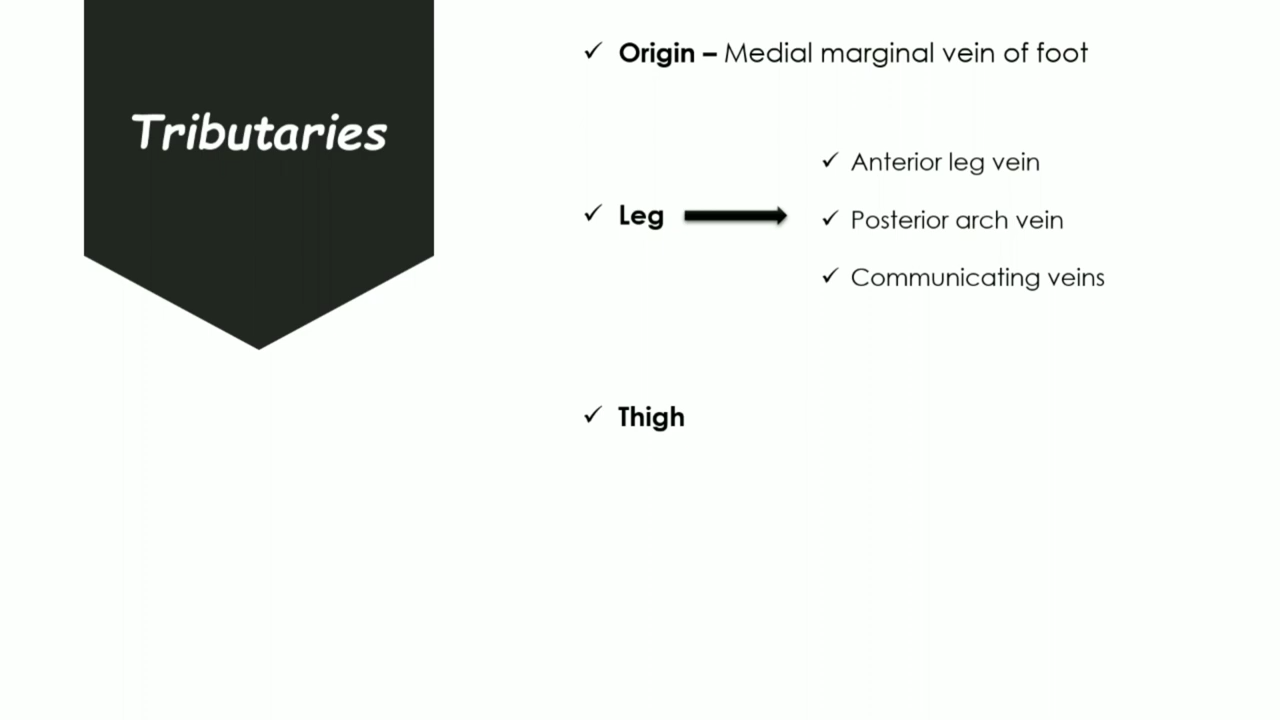 Tributaries
✓ Origin – Medial marginal vein of foot
✓ Leg
✓ Anterior leg vein
✓ Posterior arch vein
✓ Communicating veins
✓ Thigh